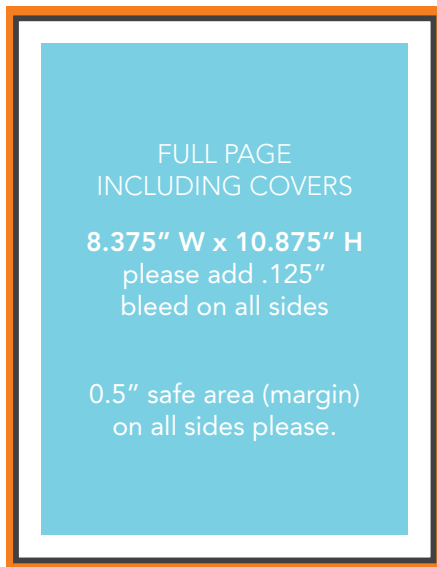 FULL PAGE
INCLUDING COVERS
8.375” W x 10.875” H
please add .125”
bleed on all sides
0.5” safe area (margin)
on all sides please.